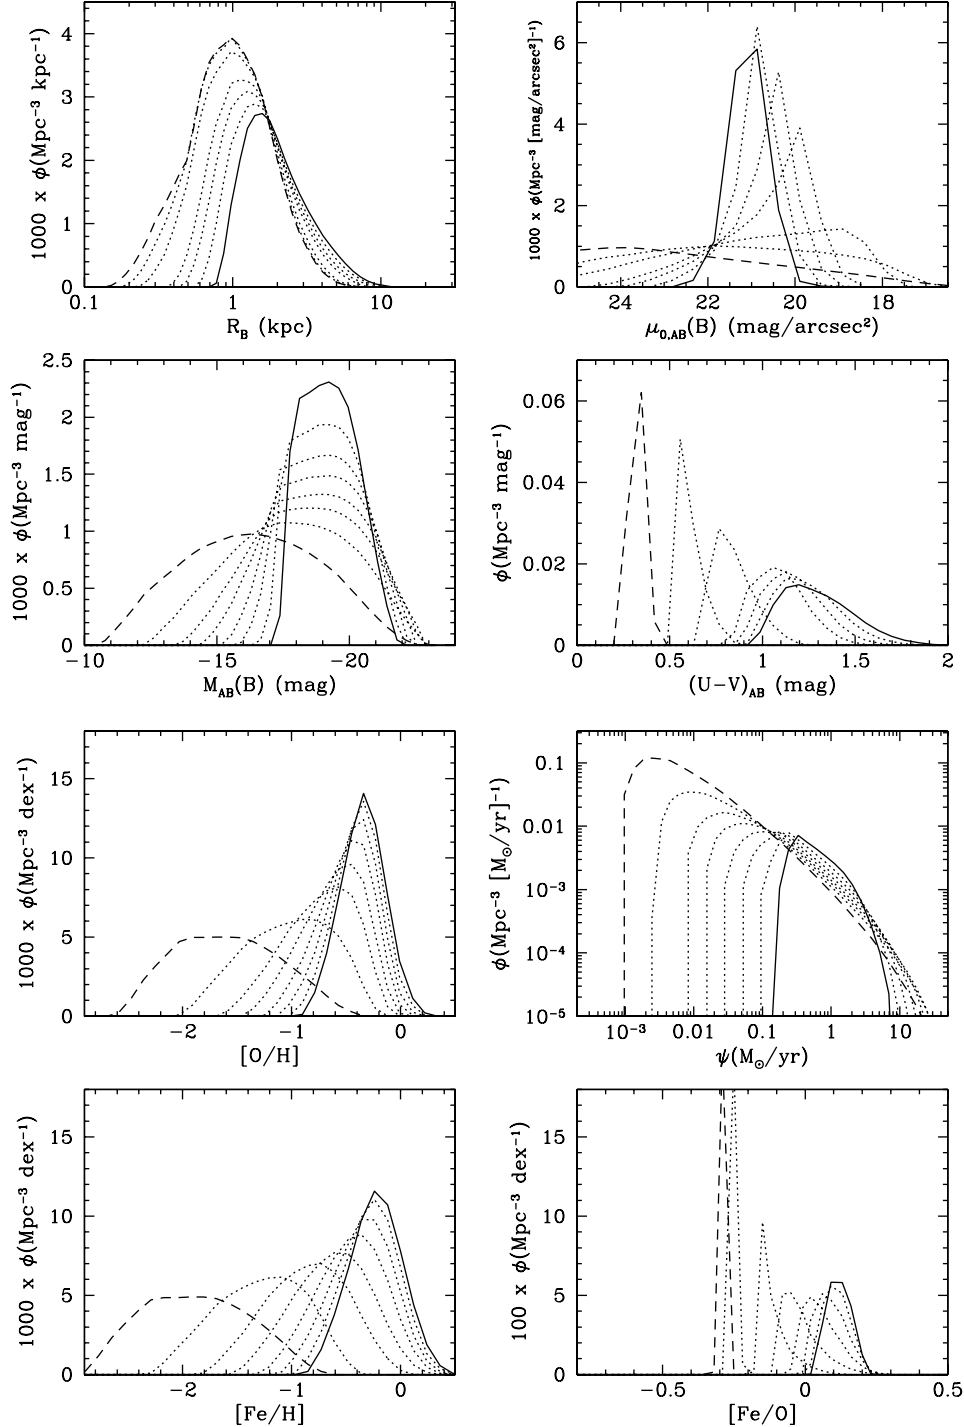 1000 x ϕ(Mpc⁻³ kpc⁻¹)
4
3
2
1
0
0.1 1 10
R_B (kpc)
1000 x ϕ(Mpc⁻³ [mag/arcsec²]⁻¹)
6
4
2
0
24 22 20 18
μ_0,AB(B) (mag/arcsec²)
1000 x ϕ(Mpc⁻³ mag⁻¹)
2.5
2
1.5
1
0.5
0
−10 −15 −20
M_AB(B) (mag)
ϕ(Mpc⁻³ mag⁻¹)
0.06
0.04
0.02
0
0 0.5 1 1.5 2
(U−V)_AB (mag)
1000 x ϕ(Mpc⁻³ dex⁻¹)
15
10
5
0
−2 −1 0
[O/H]
ϕ(Mpc⁻³ [M_⊙/yr]⁻¹)
0.1
0.01
10⁻³
10⁻⁴
10⁻⁵
10⁻³ 0.01 0.1 1 10
ψ(M_⊙/yr)
1000 x ϕ(Mpc⁻³ dex⁻¹)
15
10
5
0
−2 −1 0
[Fe/H]
100 x ϕ(Mpc⁻³ dex⁻¹)
15
10
5
0
−0.5 0 0.5
[Fe/O]